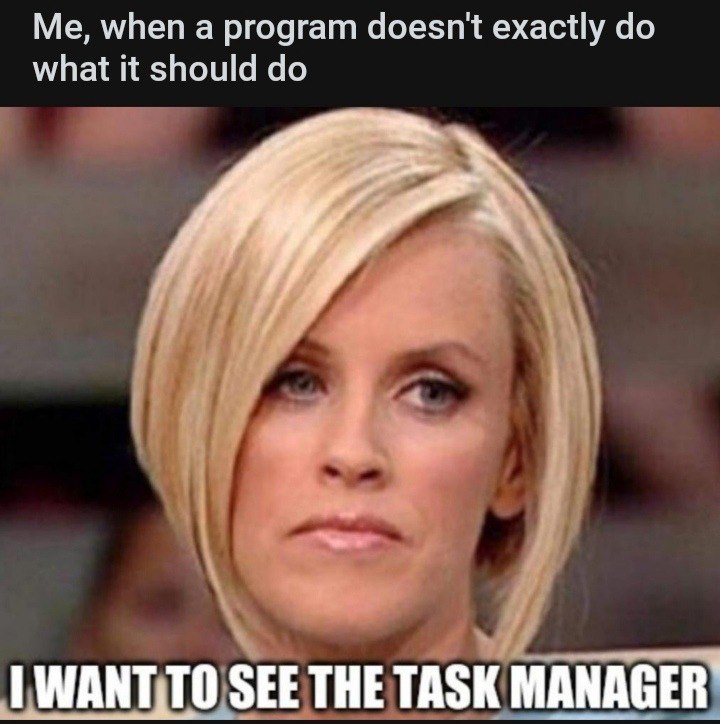 Me, when a program doesn't exactly do
what it should do
I WANT TO SEE THE TASK MANAGER